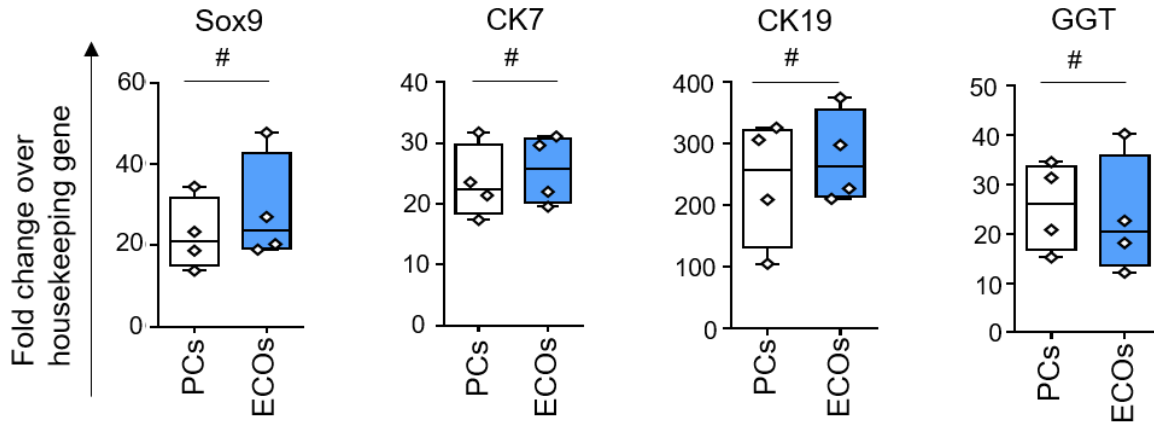 Sox9
CK7
CK19
GGT
#
#
#
#
Fold change over
housekeeping gene
60
40
20
0
PCs
ECOs
40
30
20
10
0
PCs
ECOs
400
300
200
100
0
PCs
ECOs
50
40
30
20
10
0
PCs
ECOs